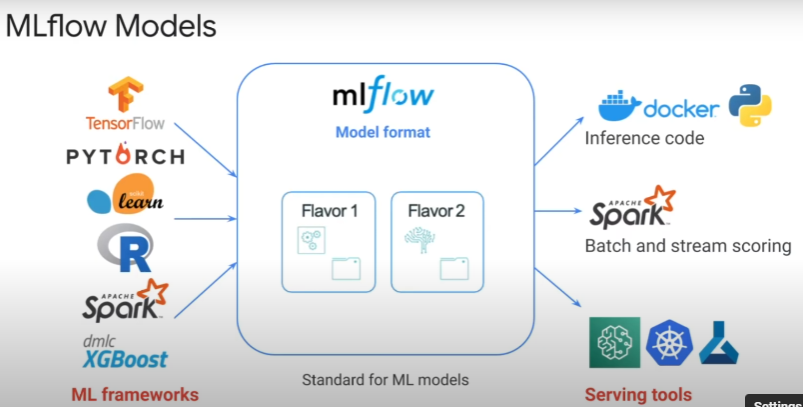 MLflow Models
TensorFlow
PYTORCH
scikit
learn
R
APACHE
Spark
dmlc
XGBoost
ML frameworks
mlflow
Model format
Flavor 1
Flavor 2
Standard for ML models
docker
Inference code
APACHE
Spark
Batch and stream scoring
Serving tools
Settings